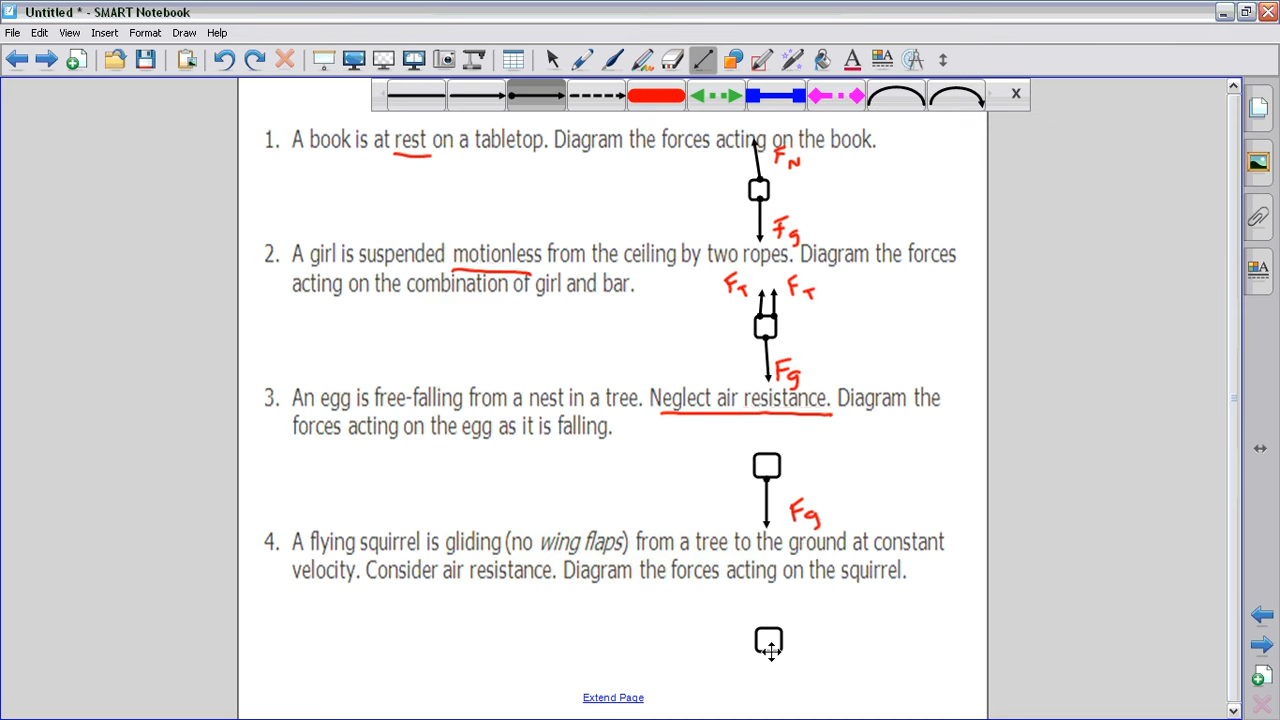 Untitled * - SMART Notebook
File Edit View Insert Format Draw Help
A
A
x
1. A book is at rest on a tabletop. Diagram the forces acting on the book.
FN
Fg
2. A girl is suspended motionless from the ceiling by two ropes. Diagram the forces
acting on the combination of girl and bar.
FT FT
Fg
3. An egg is free-falling from a nest in a tree. Neglect air resistance. Diagram the
forces acting on the egg as it is falling.
Fg
4. A flying squirrel is gliding (no wing flaps) from a tree to the ground at constant
velocity. Consider air resistance. Diagram the forces acting on the squirrel.
Extend Page